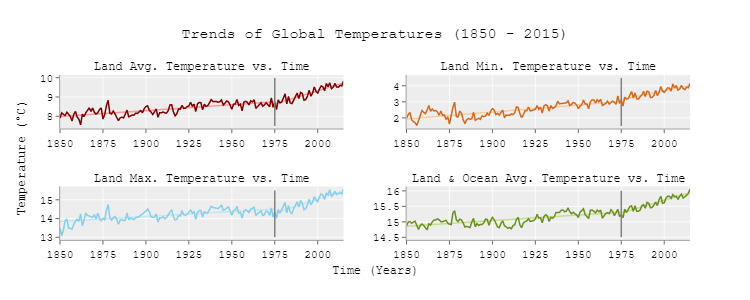 Trends of Global Temperatures (1850 - 2015)
Land Avg. Temperature vs. Time
Land Min. Temperature vs. Time
10
9
8
4
3
2
1850 1875 1900 1925 1950 1975 2000
1850 1875 1900 1925 1950 1975 2000
Temperature (°C)
Land Max. Temperature vs. Time
Land & Ocean Avg. Temperature vs. Time
15
14
13
16
15.5
15
14.5
1850 1875 1900 1925 1950 1975 2000
1850 1875 1900 1925 1950 1975 2000
Time (Years)